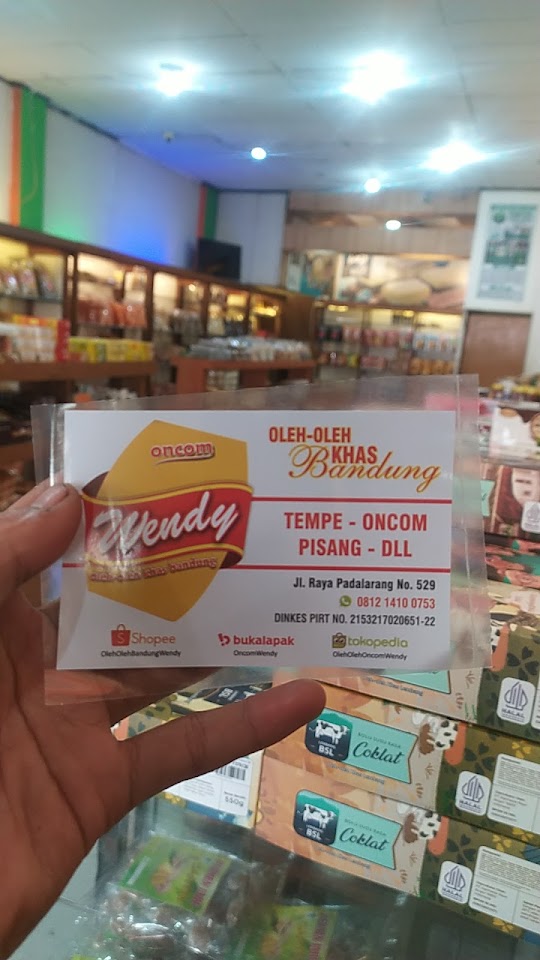 oncom
Wendy
oleh-oleh khas bandung
OLEH-OLEH
KHAS
Bandung
TEMPE - ONCOM
PISANG - DLL
Jl. Raya Padalarang No. 529
0812 1410 0753
DINKES PIRT NO. 2153217020651-22
Shopee
OlehOlehBandungWendy
bukalapak
OncomWendy
tokopedia
OlehOlehOncomWendy
BSL
Coklat
HALAL
BSL
Coklat
HALAL
550g